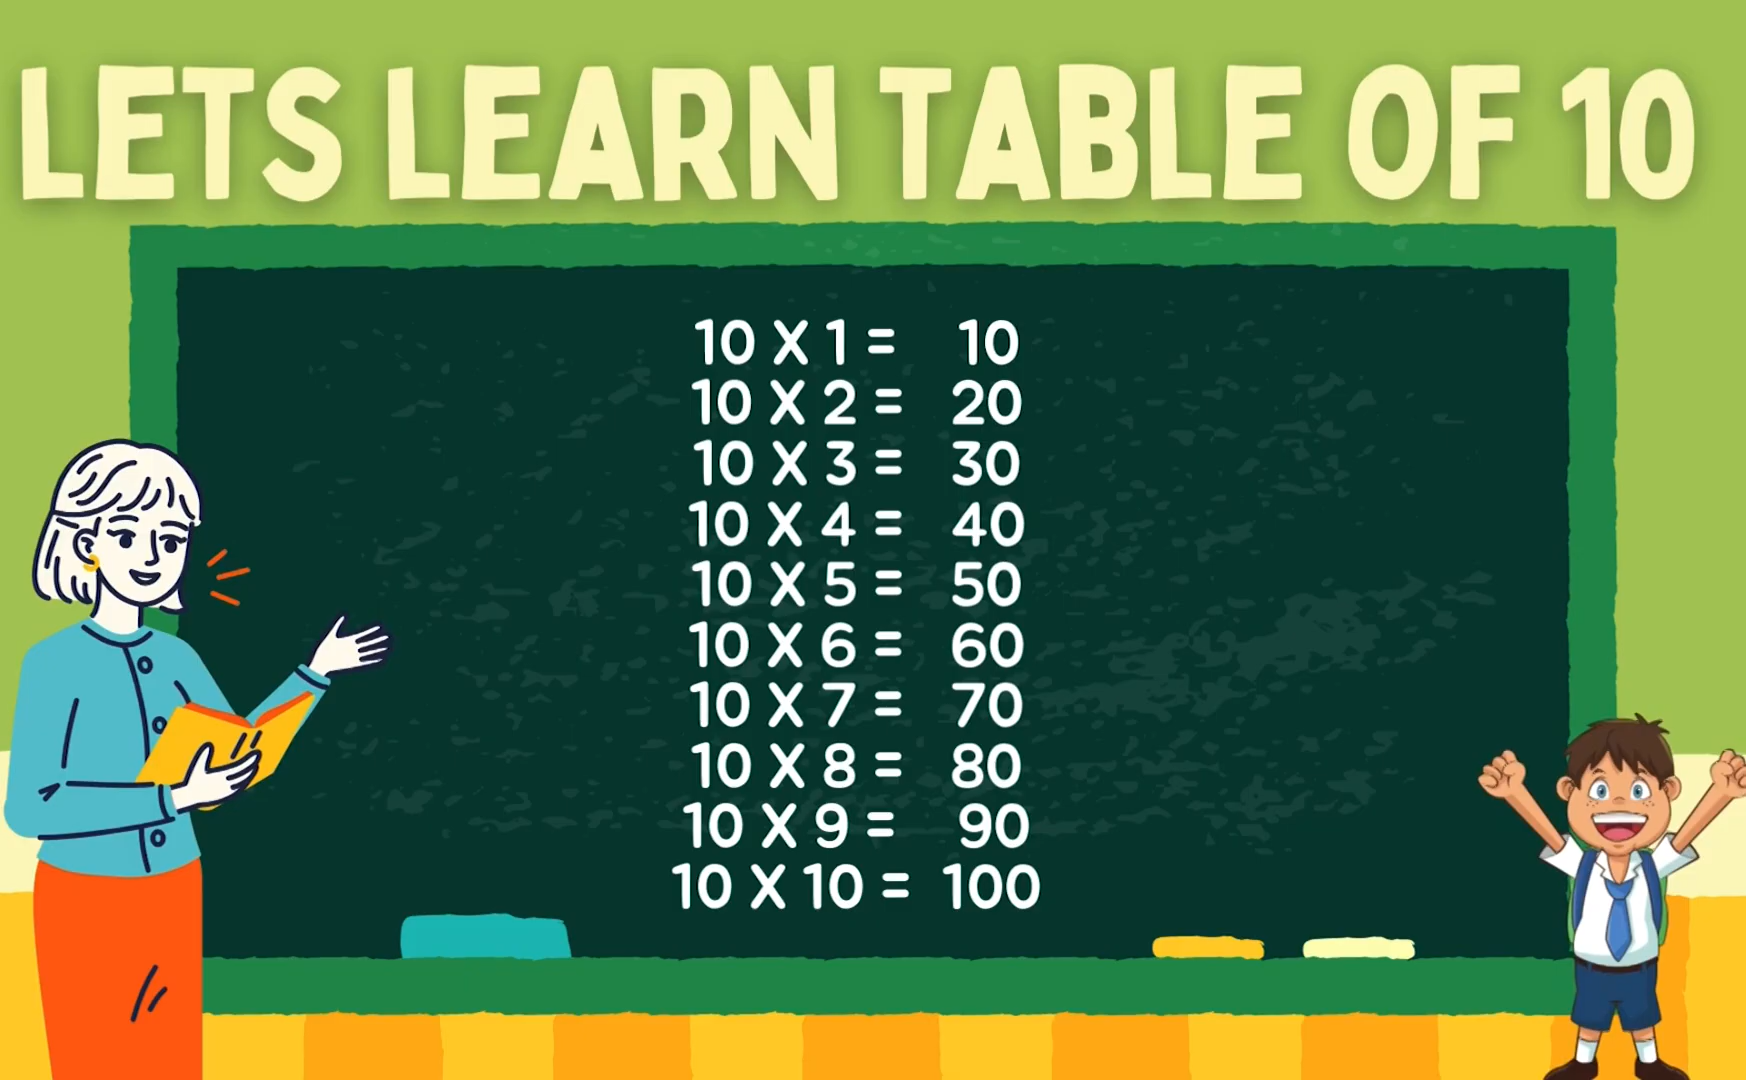 LETS LEARN TABLE OF 10
10 X 1 = 10
10 X 2 = 20
10 X 3 = 30
10 X 4 = 40
10 X 5 = 50
10 X 6 = 60
10 X 7 = 70
10 X 8 = 80
10 X 9 = 90
10 X 10 = 100